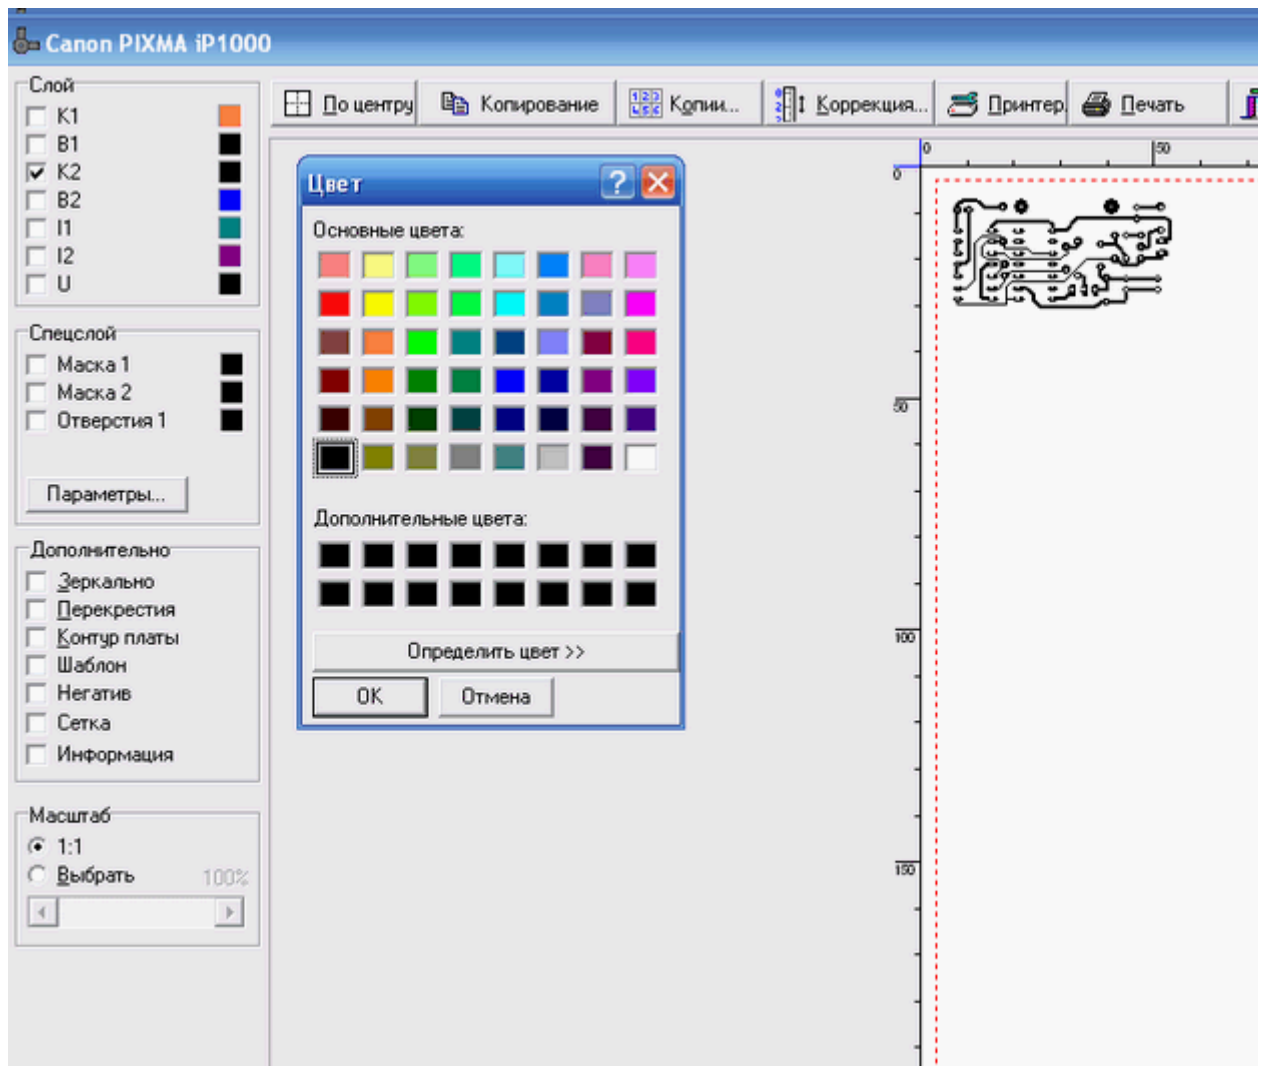 Canon PIXMA iP1000
Слой
K1
B1
K2
B2
I1
I2
U
Спецслой
Маска 1
Маска 2
Отверстия 1
Параметры...
Дополнительно
Зеркально
Перекрестия
Контур платы
Шаблон
Негатив
Сетка
Информация
Масштаб
1:1
Выбрать 100%
По центру Копирование Копии... Коррекция... Принтер Печать
Цвет
Основные цвета:
Дополнительные цвета:
Определить цвет >>
OK Отмена
0 50
0
50
100
150